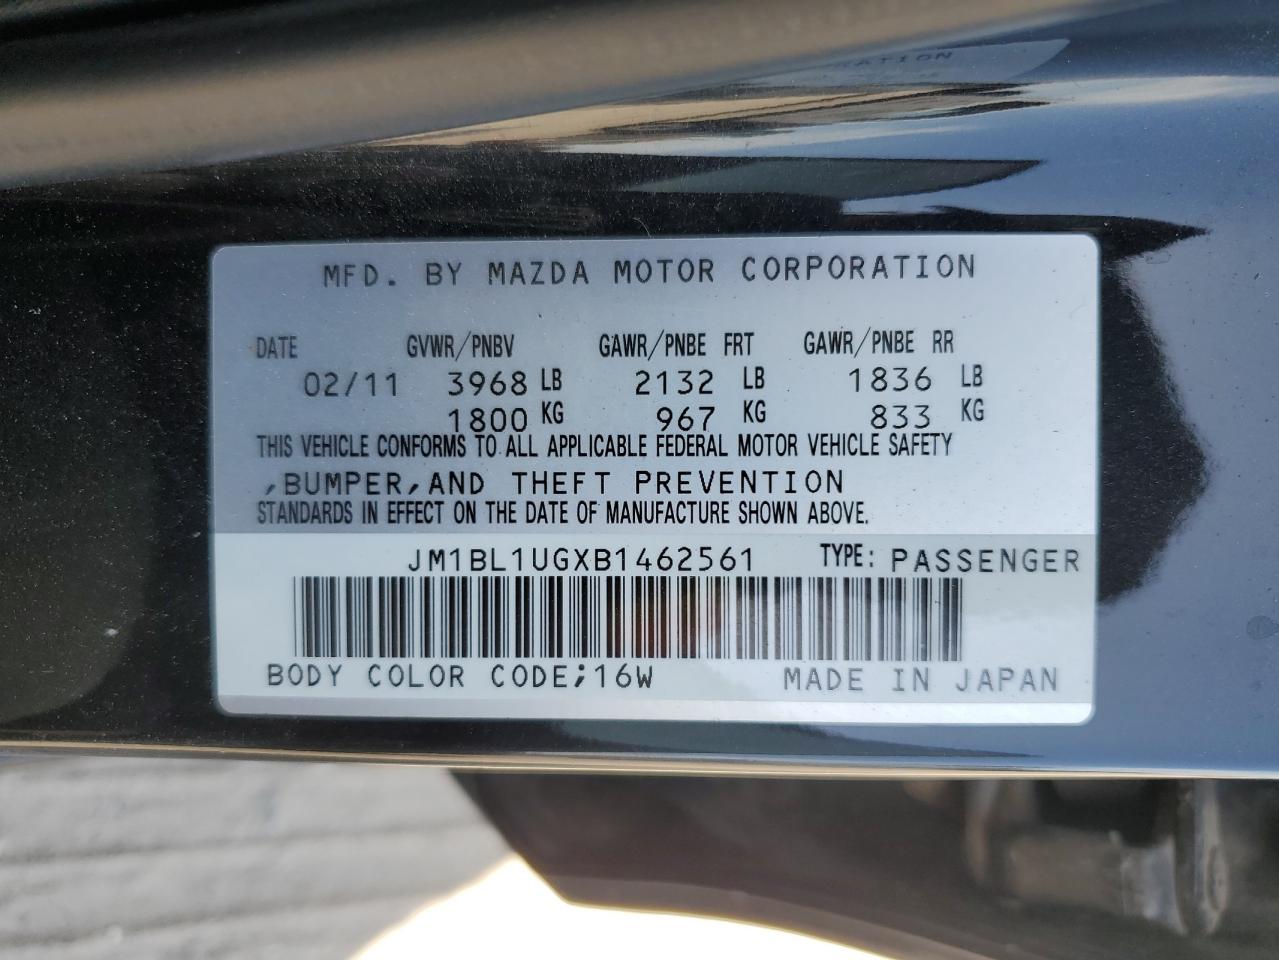 MFD. BY MAZDA MOTOR CORPORATION
DATE GVWR/PNBV GAWR/PNBE FRT GAWR/PNBE RR
02/11 3968 LB 2132 LB 1836 LB
1800 KG 967 KG 833 KG
THIS VEHICLE CONFORMS TO ALL APPLICABLE FEDERAL MOTOR VEHICLE SAFETY
,BUMPER,AND THEFT PREVENTION
STANDARDS IN EFFECT ON THE DATE OF MANUFACTURE SHOWN ABOVE.
JM1BL1UGXB1462561 TYPE: PASSENGER
BODY COLOR CODE;16W MADE IN JAPAN